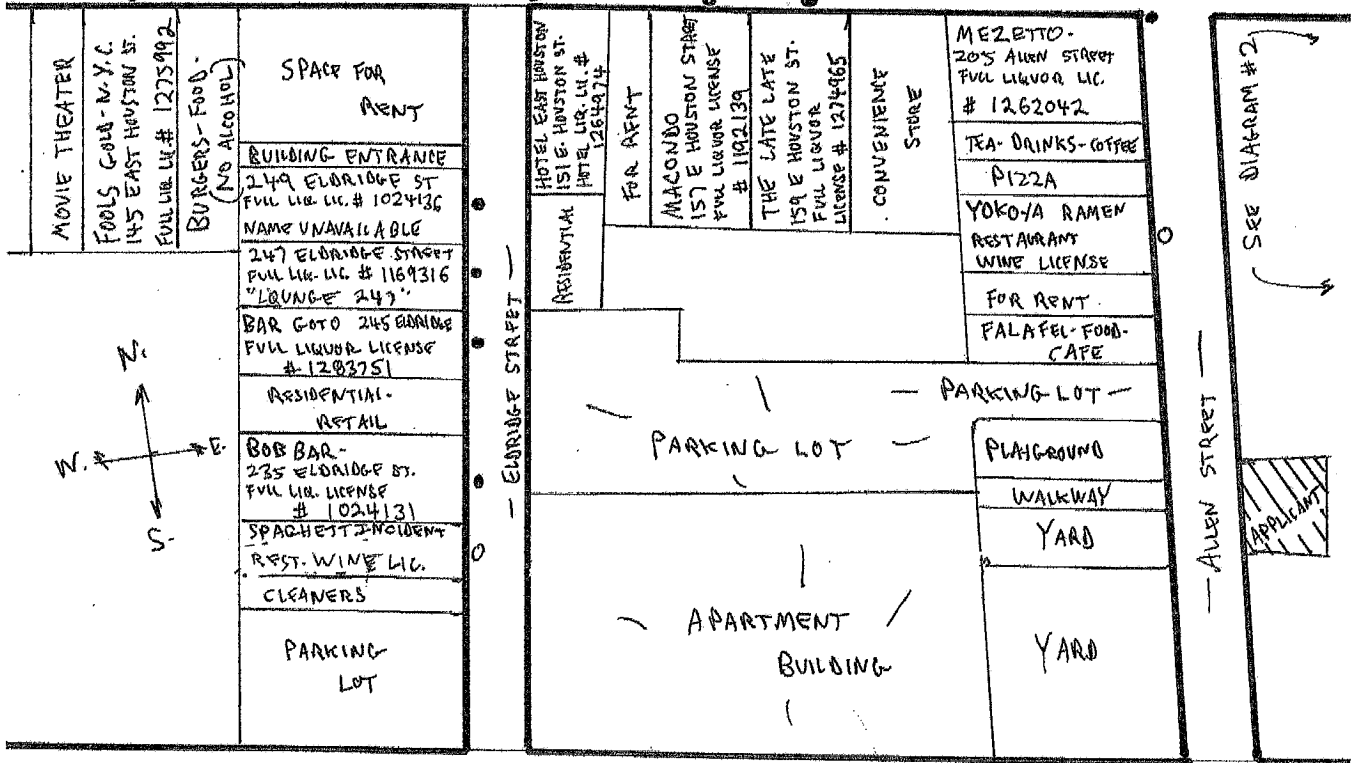 MOVIE THEATER
FOOLS GOLD - N.Y.C.
145 EAST HOUSTON ST.
FULL LIQ. LIC. # 1275992
BURGERS - FOOD -
(NO ALCOHOL)
SPACE FOR
RENT
BUILDING ENTRANCE
249 ELDRIDGE ST
FULL LIQ. LIC. # 1024136
NAME UNAVAILABLE
247 ELDRIDGE STREET
FULL LIQ. LIC. # 1169316
"LOUNGE 247"
BAR GOTO 245 ELDRIDGE
FULL LIQUOR LICENSE
# 1283751
RESIDENTIAL -
RETAIL
BOB BAR -
235 ELDRIDGE ST.
FULL LIQ. LICENSE
# 1024131
SPAGHETT INCIDENT
REST. WINE LIC.
CLEANERS
PARKING
LOT
N.
W.
E.
S.
— ELDRIDGE STREET —
HOTEL EAST HOUSTON
151 E. HOUSTON ST.
HOTEL LIQ. LIC. #
1264974
RESIDENTIAL
FOR RENT
MACONDO
157 E HOUSTON STREET
FULL LIQUOR LICENSE
# 1192139
THE LATE LATE
159 E HOUSTON ST.
FULL LIQUOR
LICENSE # 1274965
CONVENIENCE
STORE
MEZETTO -
205 ALLEN STREET
FULL LIQUOR LIC.
# 1262042
TEA - DRINKS - COFFEE
PIZZA
YOKOYA RAMEN
RESTAURANT
WINE LICENSE
FOR RENT
FALAFEL - FOOD -
CAFE
— PARKING LOT —
PARKING LOT
PLAYGROUND
WALKWAY
YARD
APARTMENT
BUILDING
YARD
— ALLEN STREET —
SEE DIAGRAM #2
APPLICANT